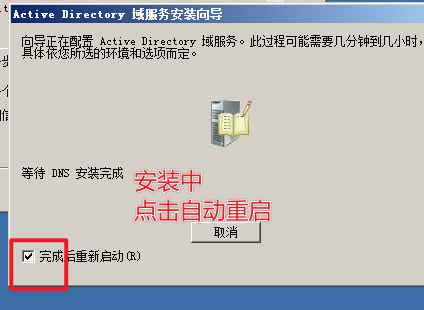 Active Directory 域服务安装向导
向导正在配置 Active Directory 域服务。此过程可能需要几分钟到几小时，
具体依您所选的环境和选项而定。
等待 DNS 安装完成
安装中
点击自动重启
取消
完成后重新启动(R)